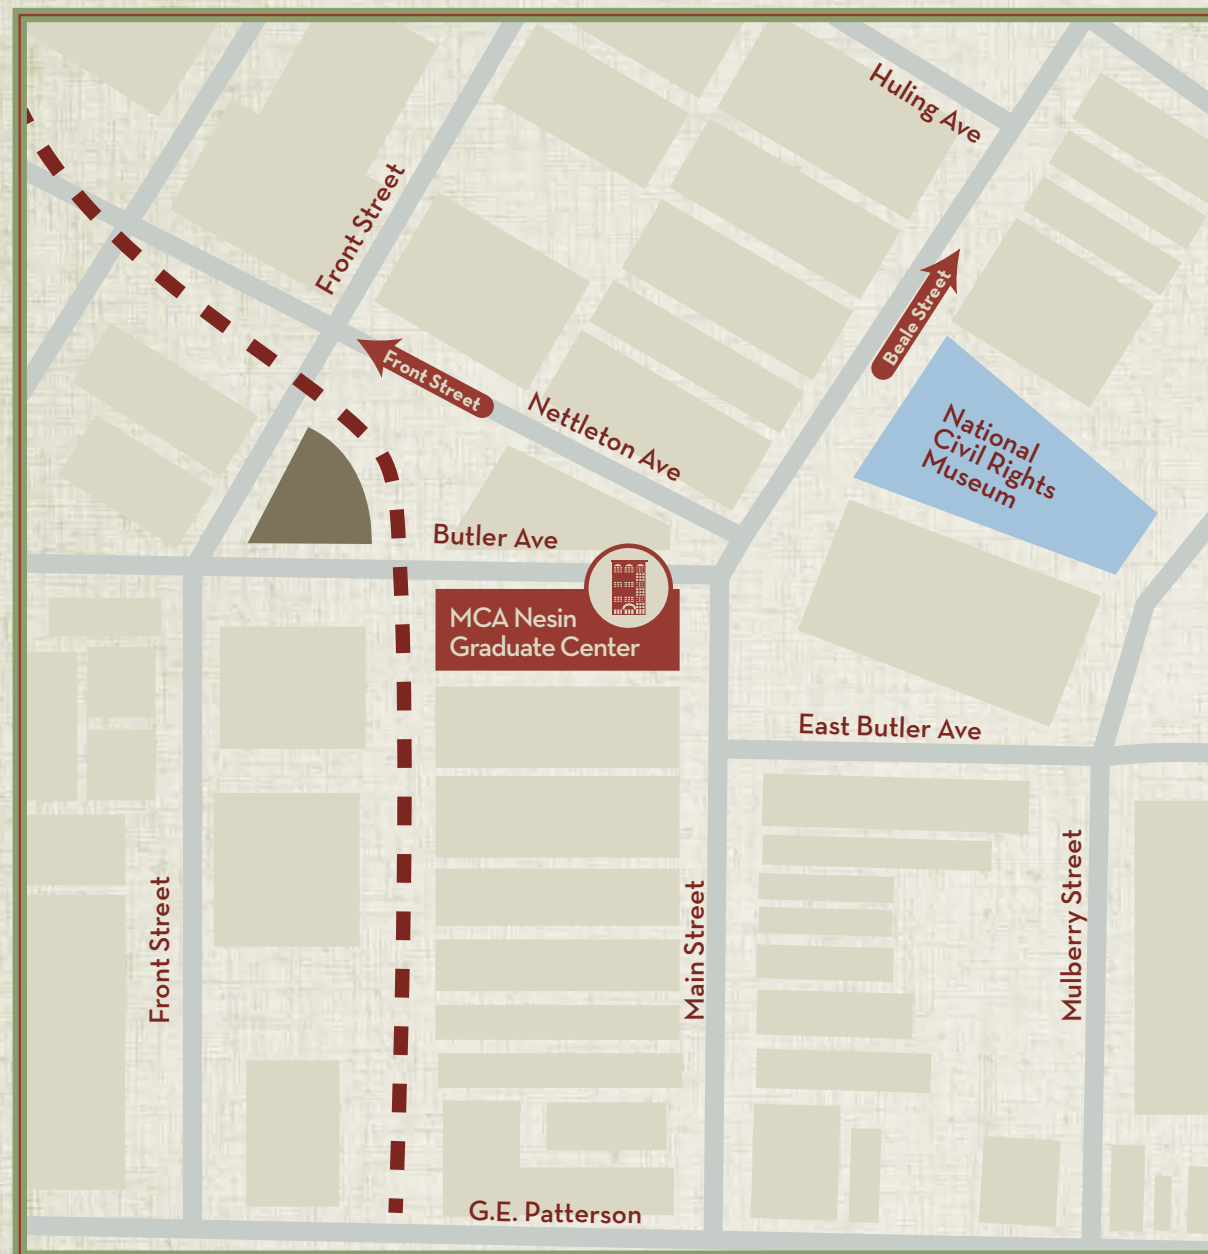 Huling Ave
Front Street
Beale Street
Front Street
Nettleton Ave
National
Civil Rights
Museum
Butler Ave
MCA Nesin
Graduate Center
East Butler Ave
Front Street
Main Street
Mulberry Street
G.E. Patterson